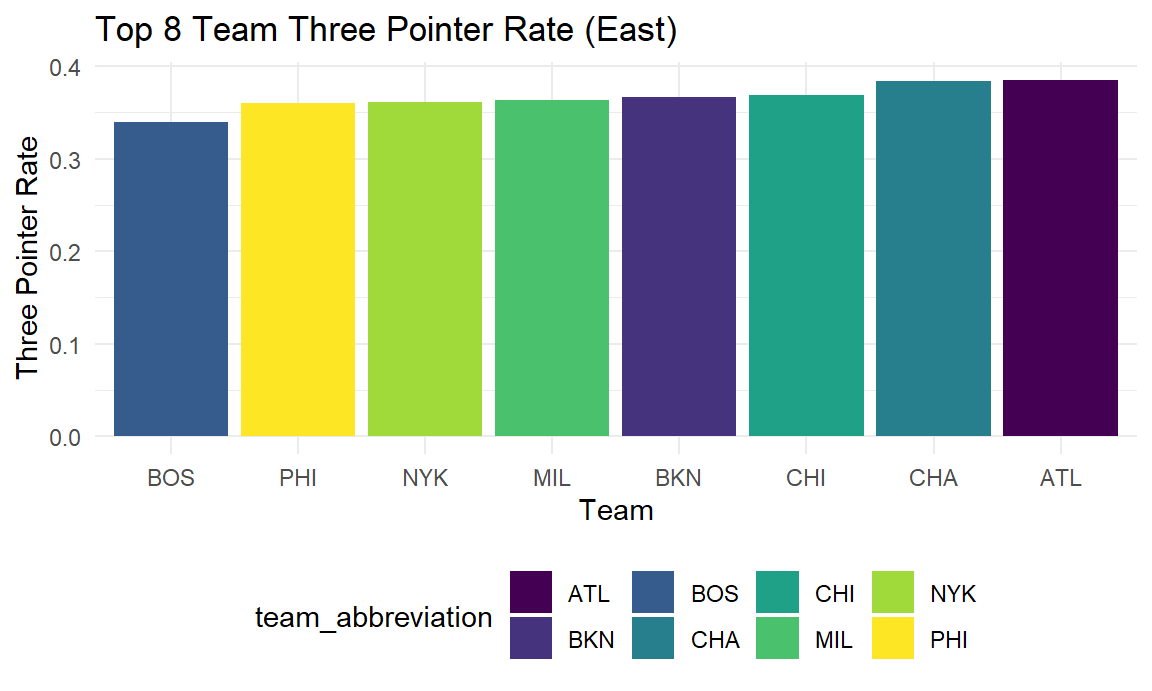 Top 8 Team Three Pointer Rate (East)
Three Pointer Rate
0.4
0.3
0.2
0.1
0.0
BOS PHI NYK MIL BKN CHI CHA ATL
Team
team_abbreviation
ATL BOS CHI NYK
BKN CHA MIL PHI